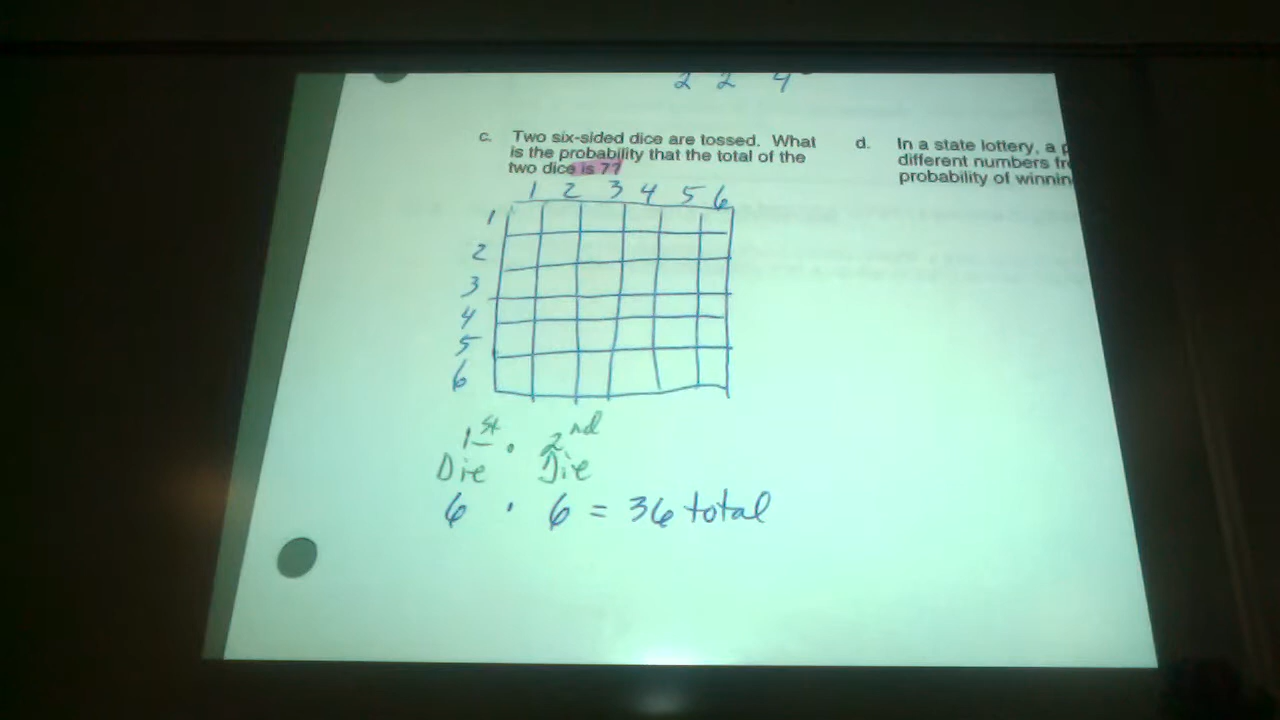 2 2 4
c. Two six-sided dice are tossed. What
is the probability that the total of the
two dice is 7?
d. In a state lottery, a
different numbers
probability of
1 2 3 4 5 6
1
2
3
4
5
6
1st · 2nd
Die Die
6 · 6 = 36 total